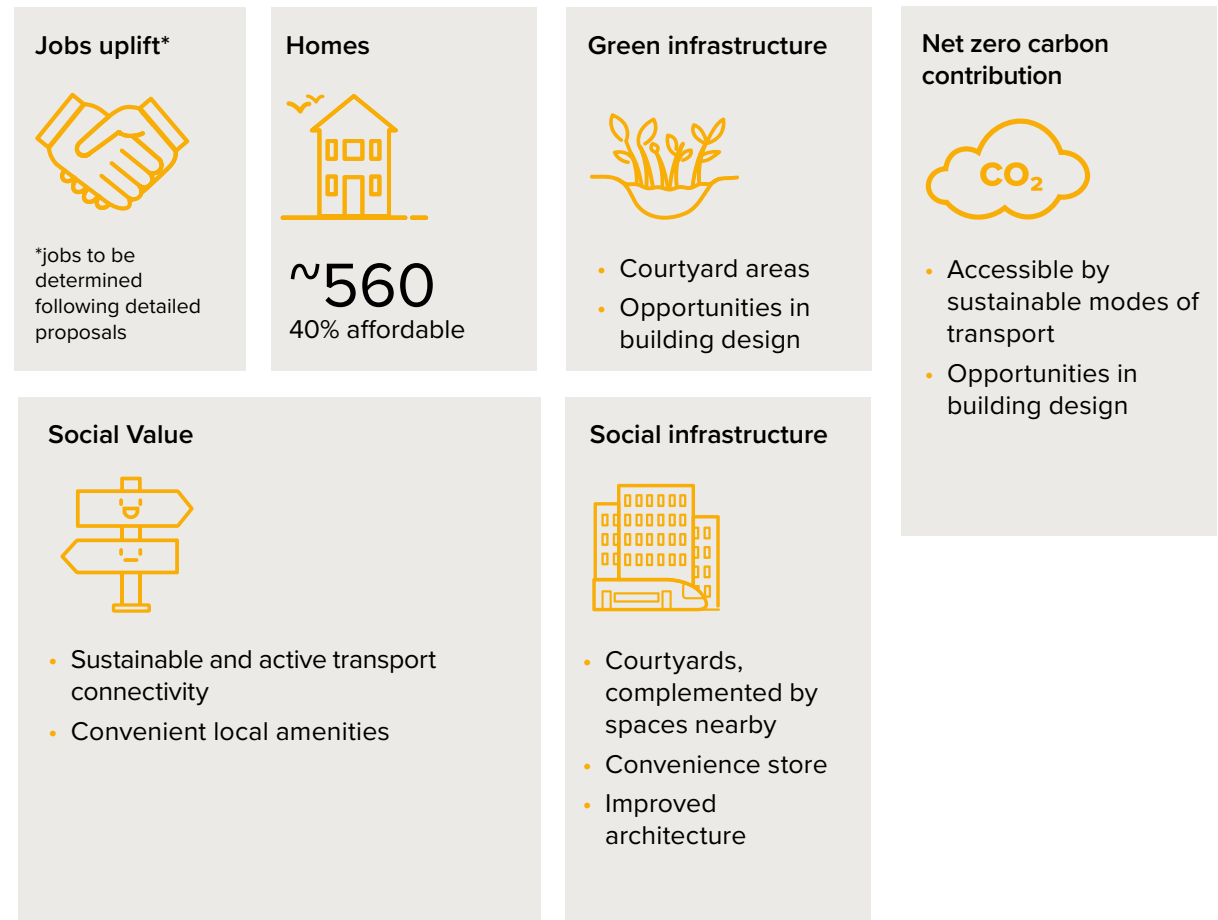 Jobs uplift*
*jobs to be
determined
following detailed
proposals
Homes
~560
40% affordable
Green infrastructure
• Courtyard areas
• Opportunities in
building design
Net zero carbon
contribution
CO₂
• Accessible by
sustainable modes of
transport
• Opportunities in
building design
Social Value
• Sustainable and active transport
connectivity
• Convenient local amenities
Social infrastructure
• Courtyards,
complemented by
spaces nearby
• Convenience store
• Improved
architecture